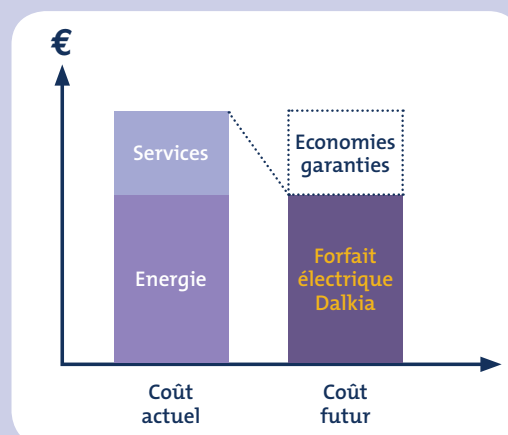 €
Services
Economies
garanties
Energie
Forfait
électrique
Dalkia
Coût
actuel
Coût
futur